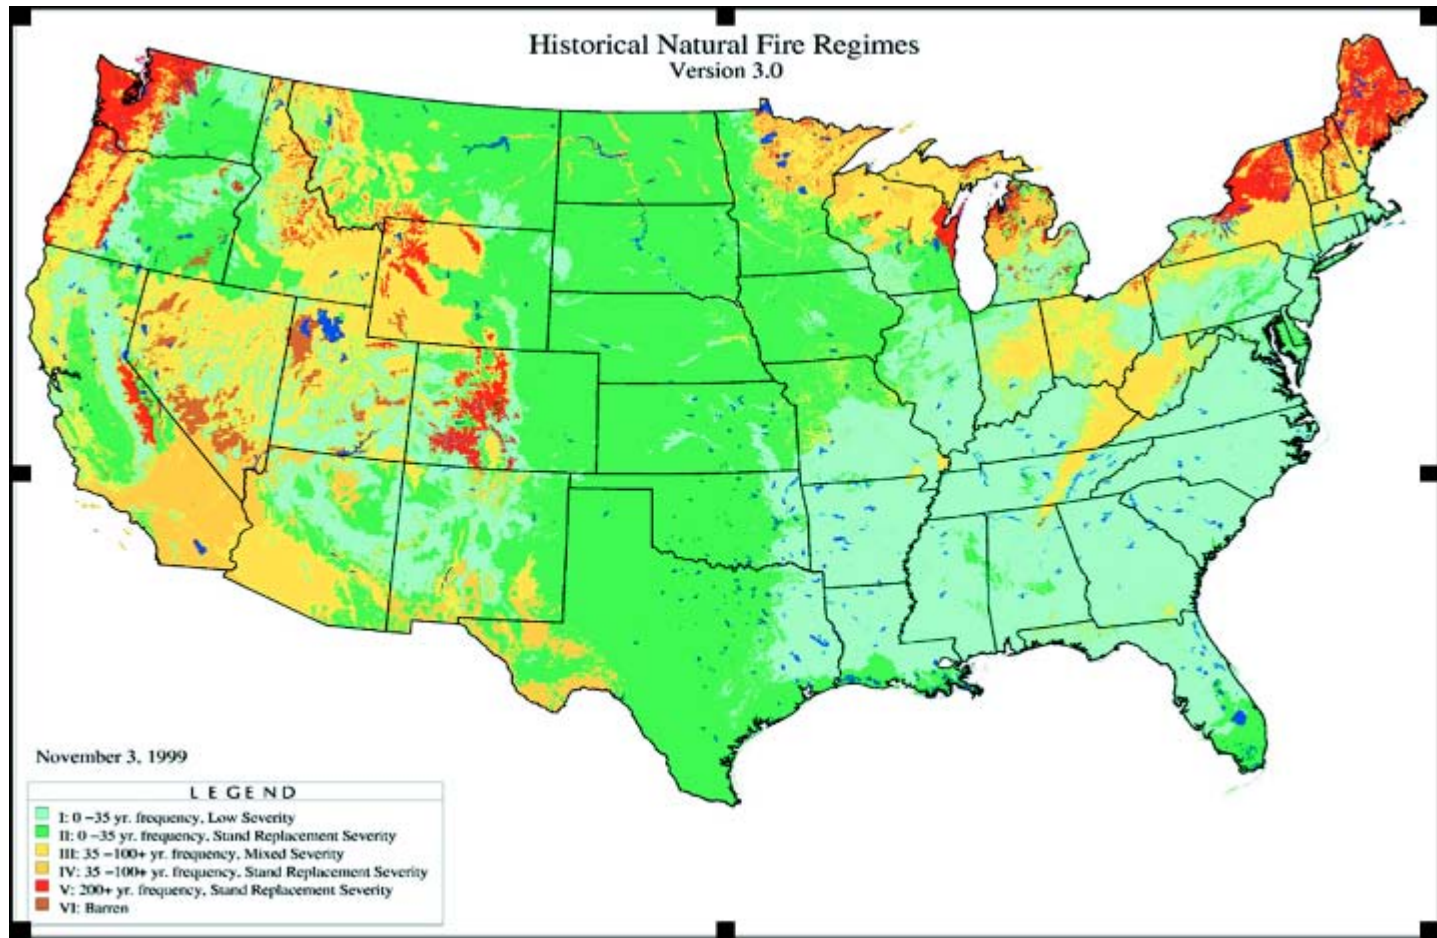 Historical Natural Fire Regimes
Version 3.0
November 3, 1999
LEGEND
I: 0 –35 yr. frequency, Low Severity
II: 0 –35 yr. frequency, Stand Replacement Severity
III: 35 –100+ yr. frequency, Mixed Severity
IV: 35 –100+ yr. frequency, Stand Replacement Severity
V: 200+ yr. frequency, Stand Replacement Severity
VI: Barren